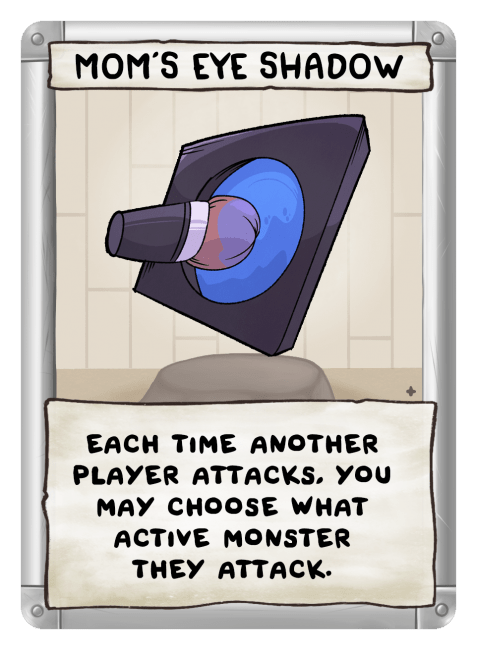 MOM'S EYE SHADOW
EACH TIME ANOTHER
PLAYER ATTACKS, YOU
MAY CHOOSE WHAT
ACTIVE MONSTER
THEY ATTACK.